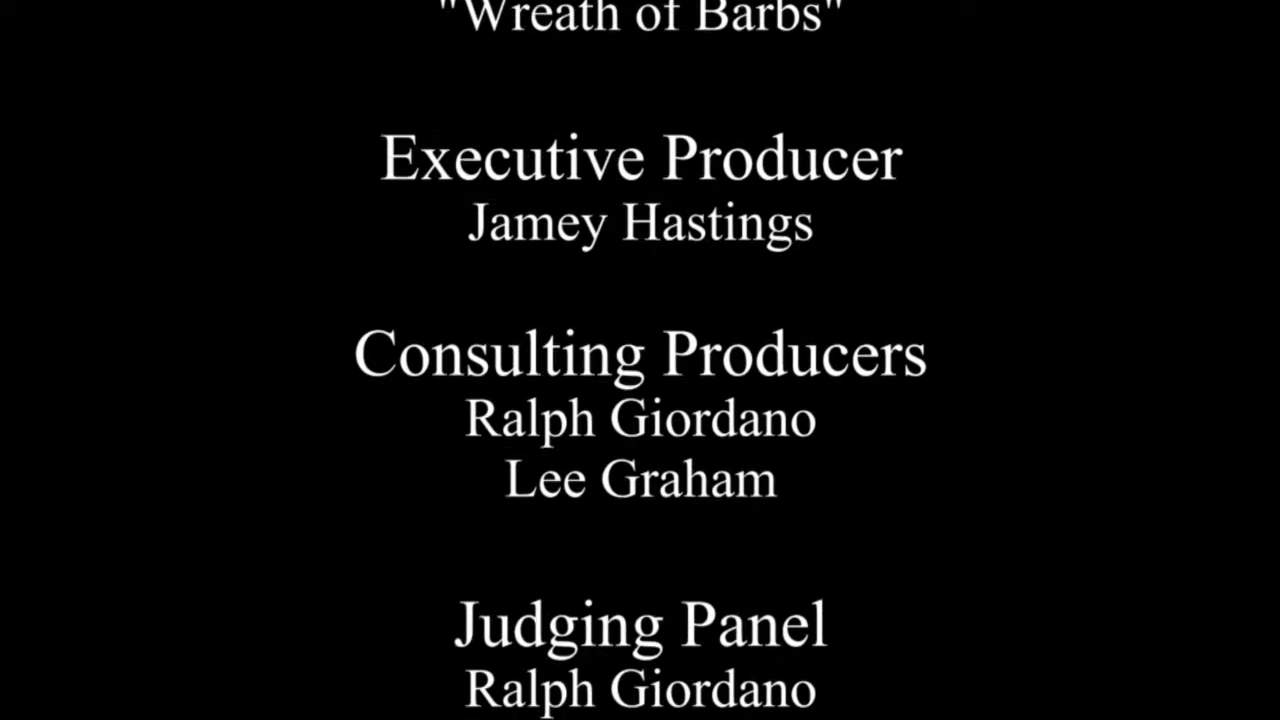 "Wreath of Barbs"
Executive Producer
Jamey Hastings
Consulting Producers
Ralph Giordano
Lee Graham
Judging Panel
Ralph Giordano